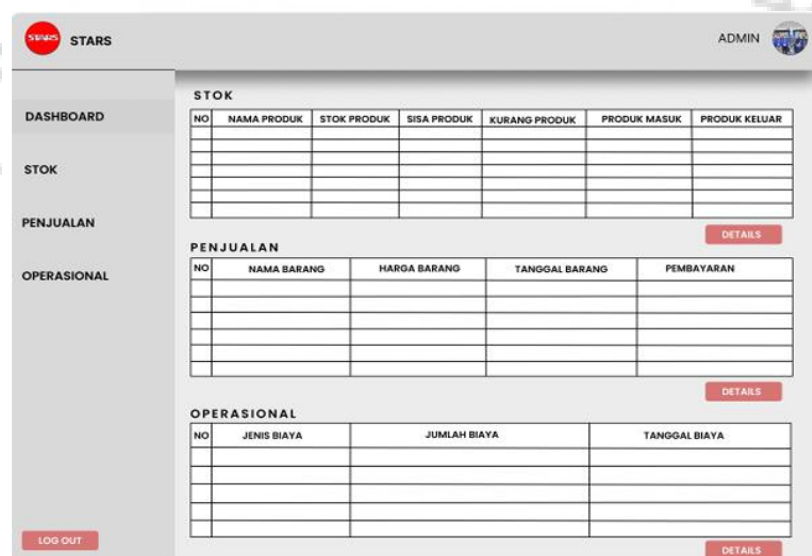 STARS STARS ADMIN
DASHBOARD
STOK
PENJUALAN
OPERASIONAL
LOG OUT
STOK
NO NAMA PRODUK STOK PRODUK SISA PRODUK KURANG PRODUK PRODUK MASUK PRODUK KELUAR
DETAILS
PENJUALAN
NO NAMA BARANG HARGA BARANG TANGGAL BARANG PEMBAYARAN
DETAILS
OPERASIONAL
NO JENIS BIAYA JUMLAH BIAYA TANGGAL BIAYA
DETAILS